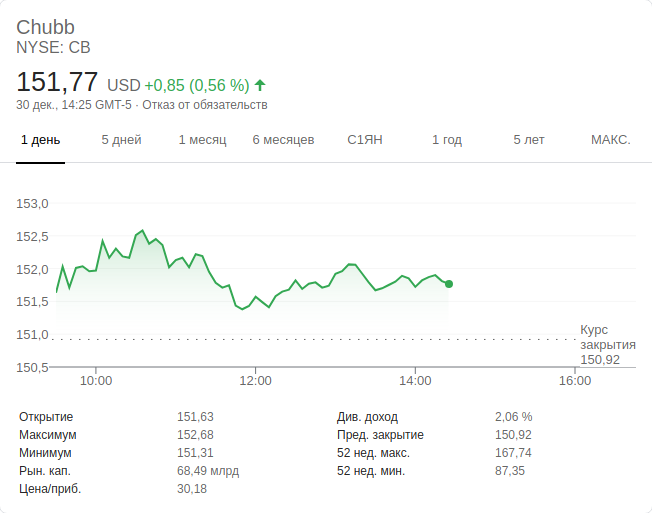 Chubb
NYSE: CB
151,77 USD +0,85 (0,56 %)
30 дек., 14:25 GMT-5 · Отказ от обязательств
1 день 5 дней 1 месяц 6 месяцев С1ЯН 1 год 5 лет МАКС.
153,0
152,5
152,0
151,5
151,0
150,5
Курс
закрытия
150,92
10:00 12:00 14:00 16:00
Открытие 151,63
Максимум 152,68
Минимум 151,31
Рын. кап. 68,49 млрд
Цена/приб. 30,18
Див. доход 2,06 %
Пред. закрытие 150,92
52 нед. макс. 167,74
52 нед. мин. 87,35